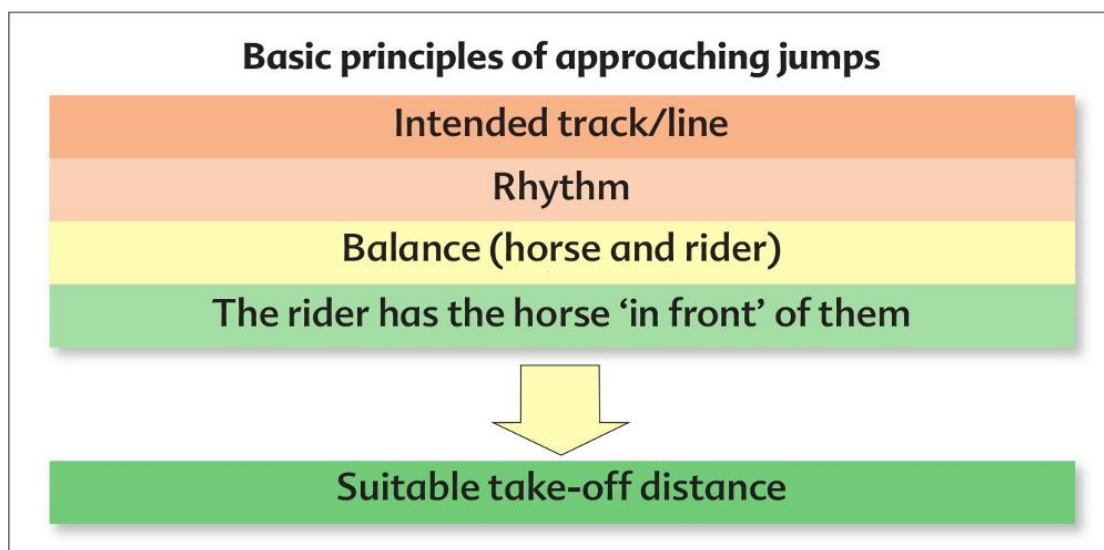 Basic principles of approaching jumps
Intended track/line
Rhythm
Balance (horse and rider)
The rider has the horse ‘in front’ of them
Suitable take-off distance